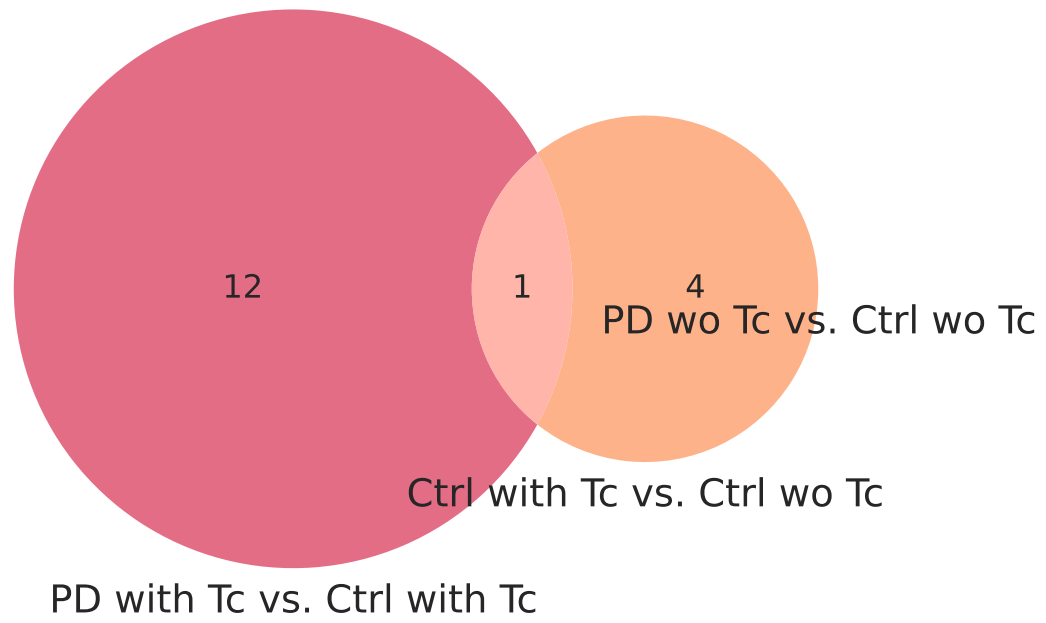 12
1
4
PD wo Tc vs. Ctrl wo Tc
Ctrl with Tc vs. Ctrl wo Tc
PD with Tc vs. Ctrl with Tc